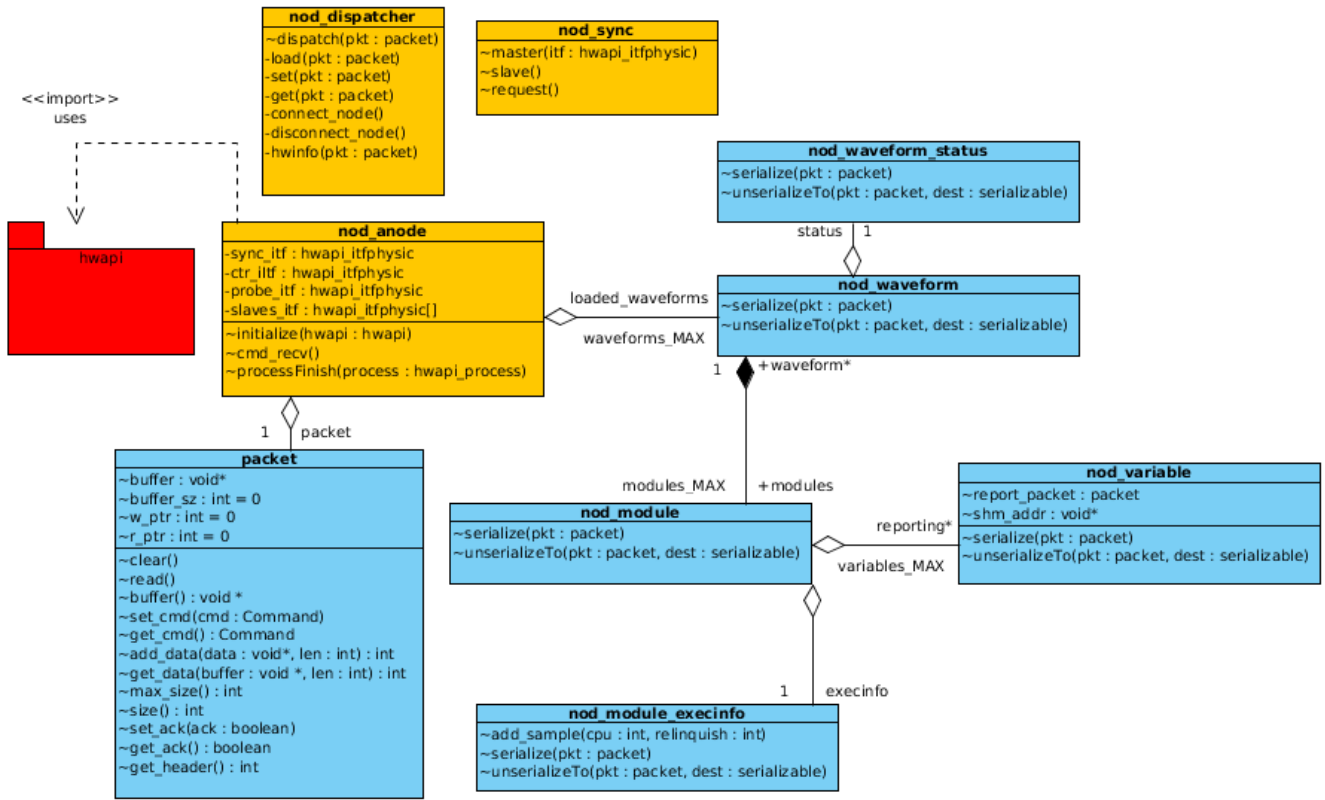 nod_dispatcher
~dispatch(pkt : packet)
-load(pkt : packet)
-set(pkt : packet)
-get(pkt : packet)
-connect_node()
-disconnect_node()
-hwinfo(pkt : packet)
nod_sync
~master(itf : hwapi_itfphysic)
~slave()
~request()
<<import>>
uses
hwapi
nod_anode
-sync_itf : hwapi_itfphysic
-ctr_iltf : hwapi_itfphysic
-probe_itf : hwapi_itfphysic
-slaves_itf : hwapi_itfphysic[]
~initialize(hwapi : hwapi)
~cmd_recv()
~processFinish(process : hwapi_process)
nod_waveform_status
~serialize(pkt : packet)
~unserializeTo(pkt : packet, dest : serializable)
status 1
nod_waveform
~serialize(pkt : packet)
~unserializeTo(pkt : packet, dest : serializable)
loaded_waveforms
waveforms_MAX
1 +waveform*
modules_MAX +modules
1 packet
packet
~buffer : void*
~buffer_sz : int = 0
~w_ptr : int = 0
~r_ptr : int = 0
~clear()
~read()
~buffer() : void *
~set_cmd(cmd : Command)
~get_cmd() : Command
~add_data(data : void*, len : int) : int
~get_data(buffer : void *, len : int) : int
~max_size() : int
~size() : int
~set_ack(ack : boolean)
~get_ack() : boolean
~get_header() : int
nod_module
~serialize(pkt : packet)
~unserializeTo(pkt : packet, dest : serializable)
reporting*
variables_MAX
nod_variable
~report_packet : packet
~shm_addr : void*
~serialize(pkt : packet)
~unserializeTo(pkt : packet, dest : serializable)
1 execinfo
nod_module_execinfo
~add_sample(cpu : int, relinquish : int)
~serialize(pkt : packet)
~unserializeTo(pkt : packet, dest : serializable)